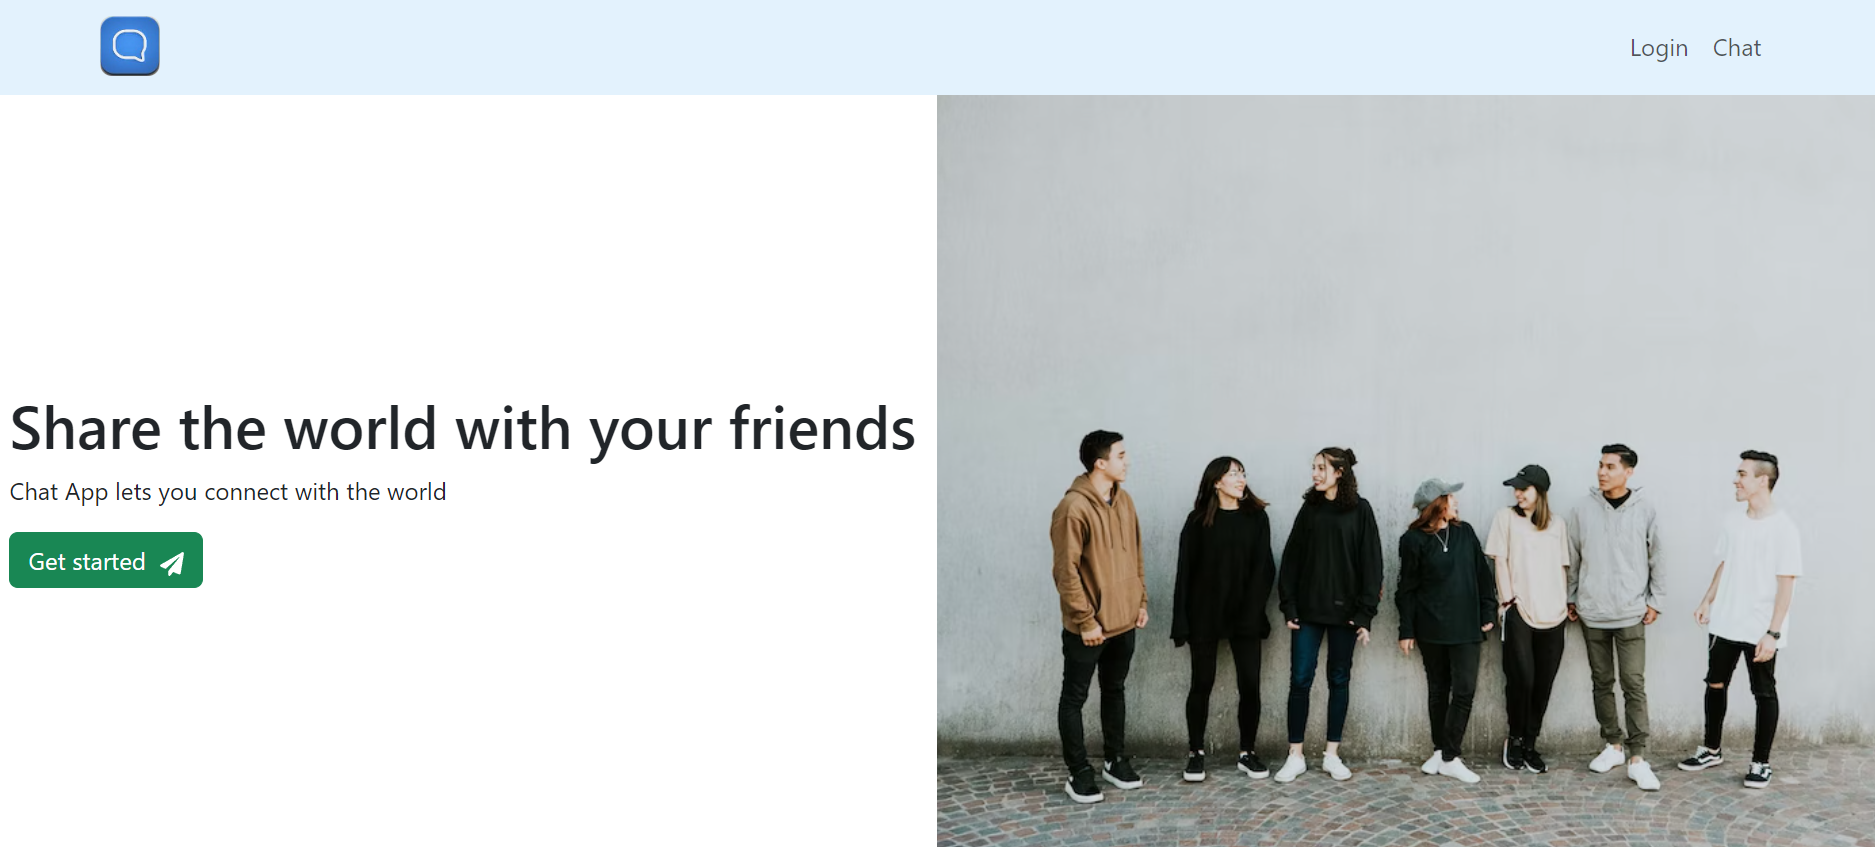 Login Chat
Share the world with your friends
Chat App lets you connect with the world
Get started